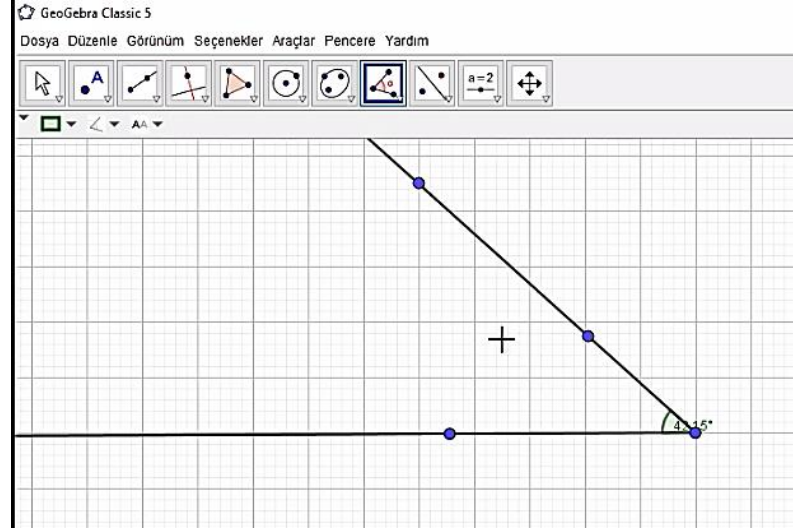 GeoGebra Classic 5
Dosya Düzenle Görünüm Seçenekler Araçlar Pencere Yardım
A
a=2
AA